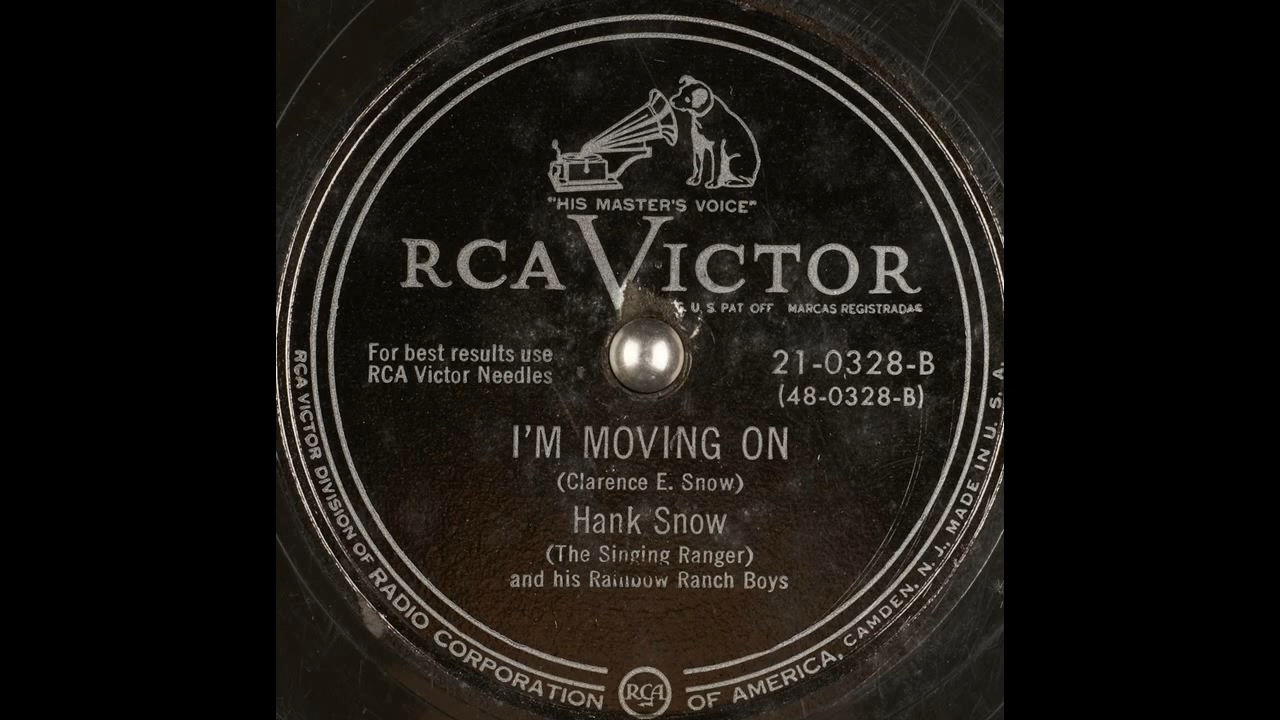 "HIS MASTER'S VOICE"
RCA VICTOR
U. S. PAT OFF MARCAS REGISTRADAS
For best results use
RCA Victor Needles
21-0328-B
(48-0328-B)
I'M MOVING ON
(Clarence E. Snow)
Hank Snow
(The Singing Ranger)
and his Rainbow Ranch Boys
RCA VICTOR DIVISION OF RADIO CORPORATION OF AMERICA, CAMDEN, N. J., MADE IN U. S. A.
RCA